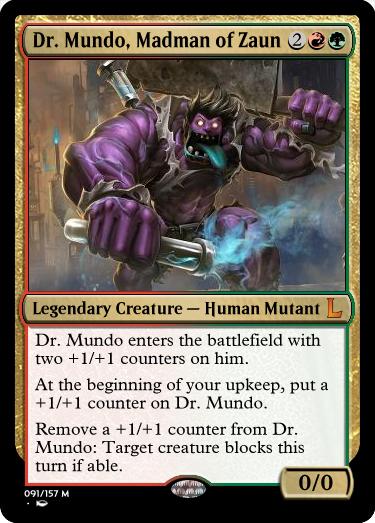 Dr. Mundo, Madman of Zaun 2
Legendary Creature — Human Mutant L
Dr. Mundo enters the battlefield with
two +1/+1 counters on him.
At the beginning of your upkeep, put a
+1/+1 counter on Dr. Mundo.
Remove a +1/+1 counter from Dr.
Mundo: Target creature blocks this
turn if able.
0/0
091/157 M